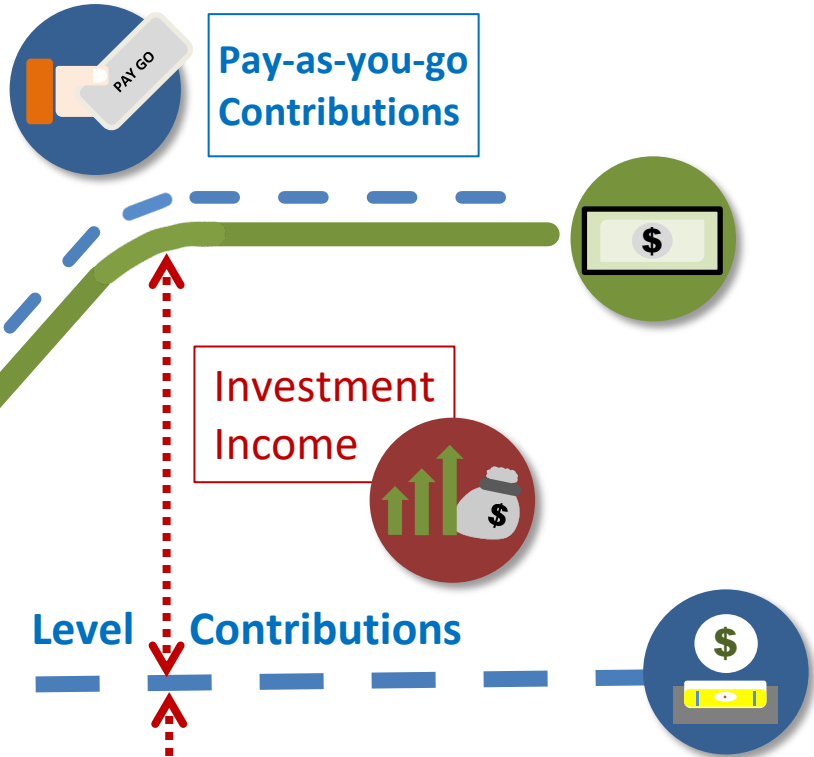 PAY GO
Pay-as-you-go
Contributions
$
Investment
Income
$
Level Contributions
$